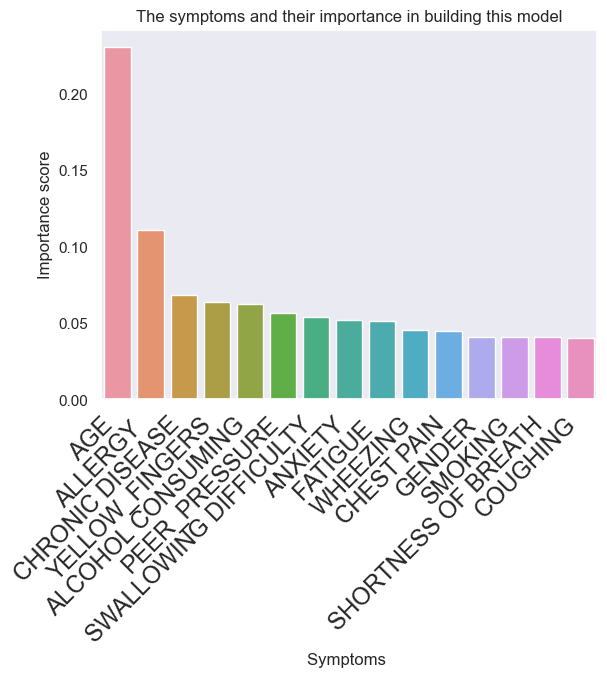 The symptoms and their importance in building this model
Importance score
0.20
0.15
0.10
0.05
0.00
AGE
ALLERGY
CHRONIC DISEASE
YELLOW_FINGERS
ALCOHOL CONSUMING
PEER_PRESSURE
SWALLOWING DIFFICULTY
ANXIETY
FATIGUE
WHEEZING
CHEST PAIN
GENDER
SMOKING
SHORTNESS OF BREATH
COUGHING
Symptoms